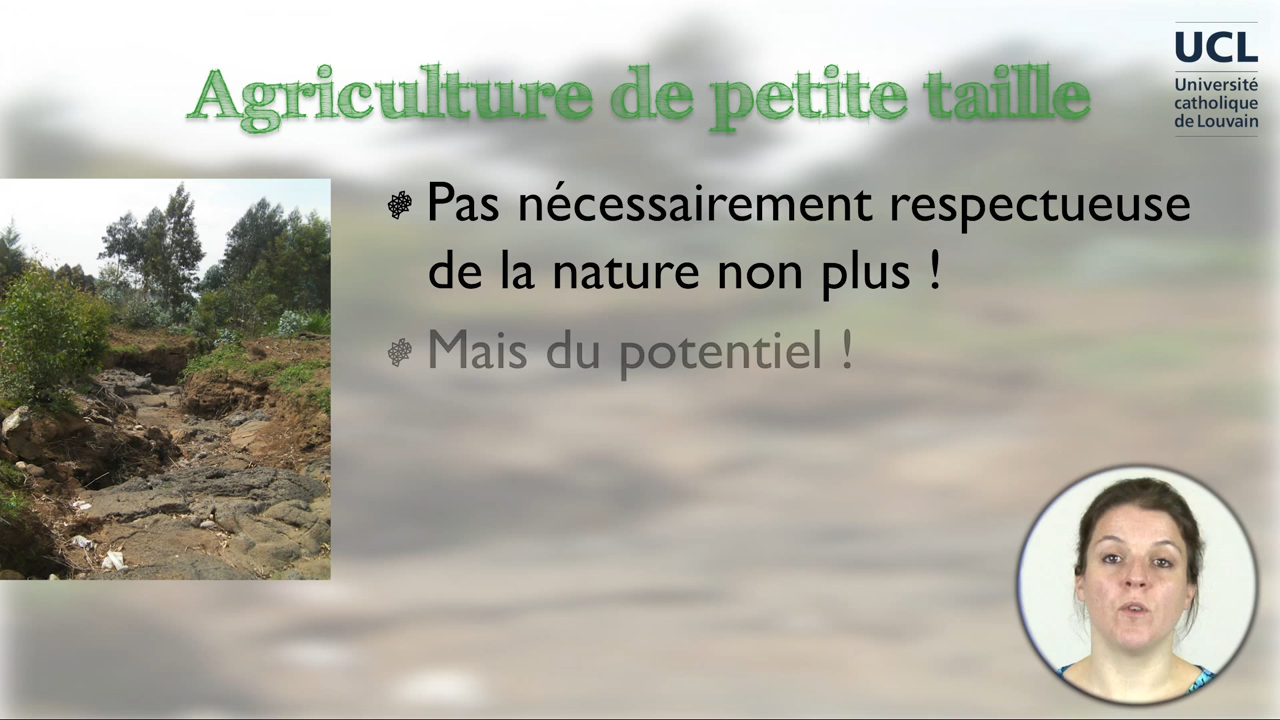 Agriculture de petite taille
UCL
Université
catholique
de Louvain
Pas nécessairement respectueuse
de la nature non plus !
Mais du potentiel !